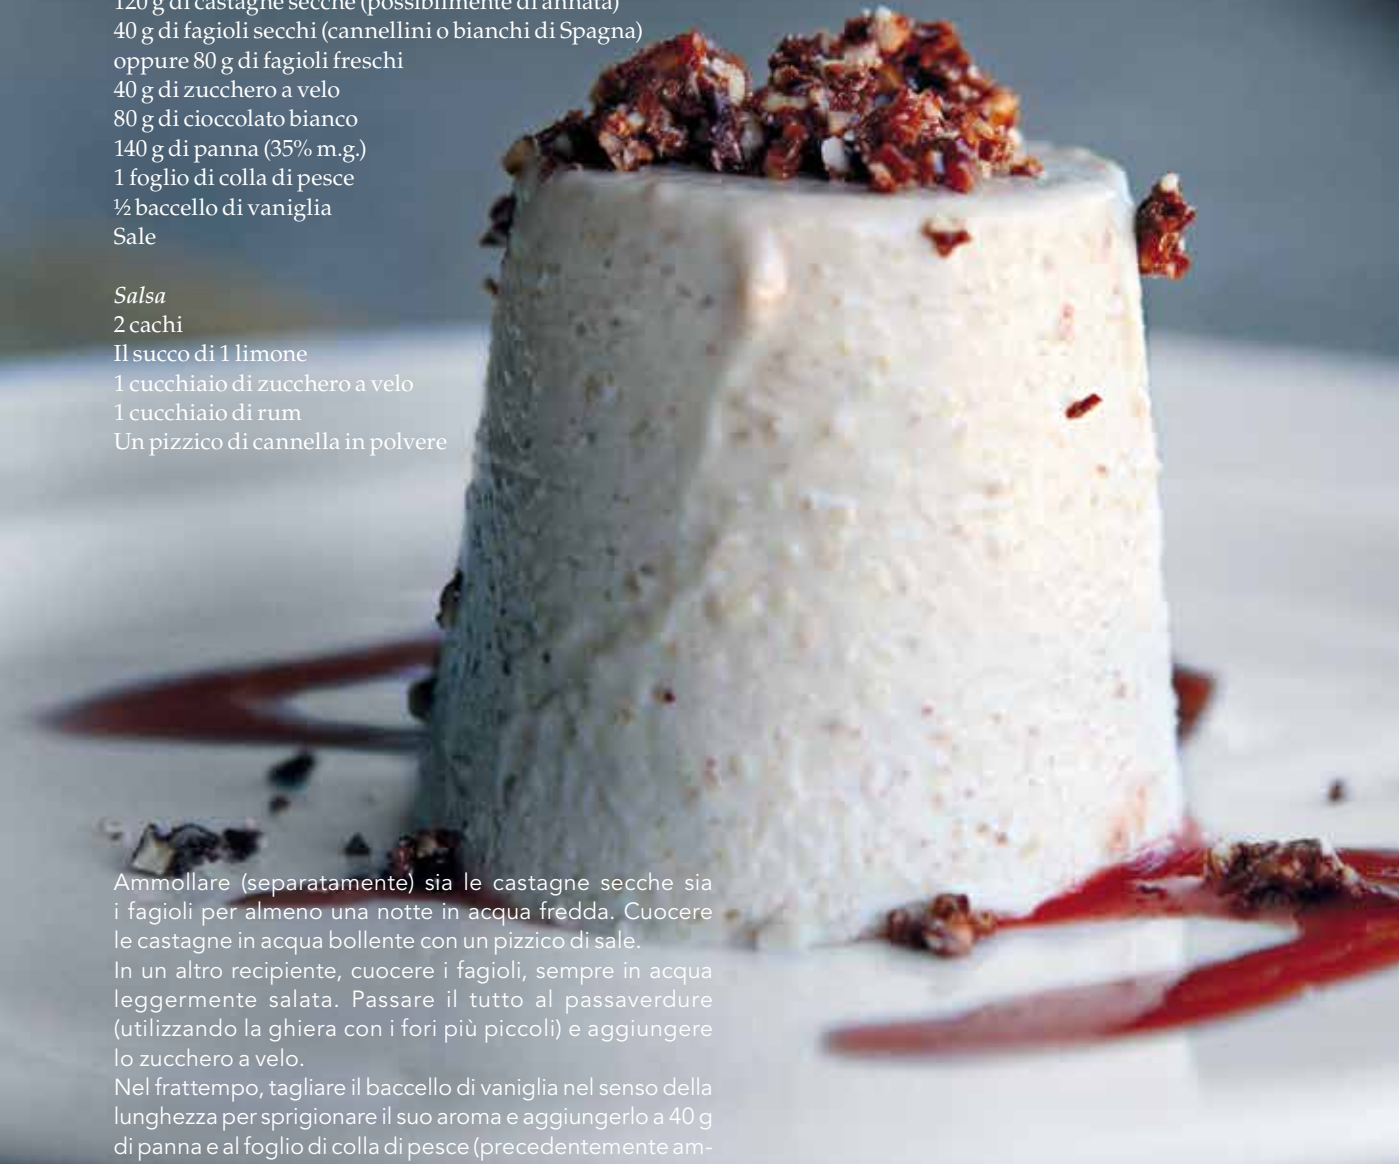 120 g di castagne secche (possibilmente di annata)
40 g di fagioli secchi (cannellini o bianchi di Spagna)
oppure 80 g di fagioli freschi
40 g di zucchero a velo
80 g di cioccolato bianco
140 g di panna (35% m.g.)
1 foglio di colla di pesce
½ baccello di vaniglia
Sale
Salsa
2 cachi
Il succo di 1 limone
1 cucchiaio di zucchero a velo
1 cucchiaio di rum
Un pizzico di cannella in polvere
Ammollare (separatamente) sia le castagne secche sia
i fagioli per almeno una notte in acqua fredda. Cuocere
le castagne in acqua bollente con un pizzico di sale.
In un altro recipiente, cuocere i fagioli, sempre in acqua
leggermente salata. Passare il tutto al passaverdure
(utilizzando la ghiera con i fori più piccoli) e aggiungere
lo zucchero a velo.
Nel frattempo, tagliare il baccello di vaniglia nel senso della
lunghezza per sprigionare il suo aroma e aggiungerlo a 40 g
di panna e al foglio di colla di pesce (precedentemente am-